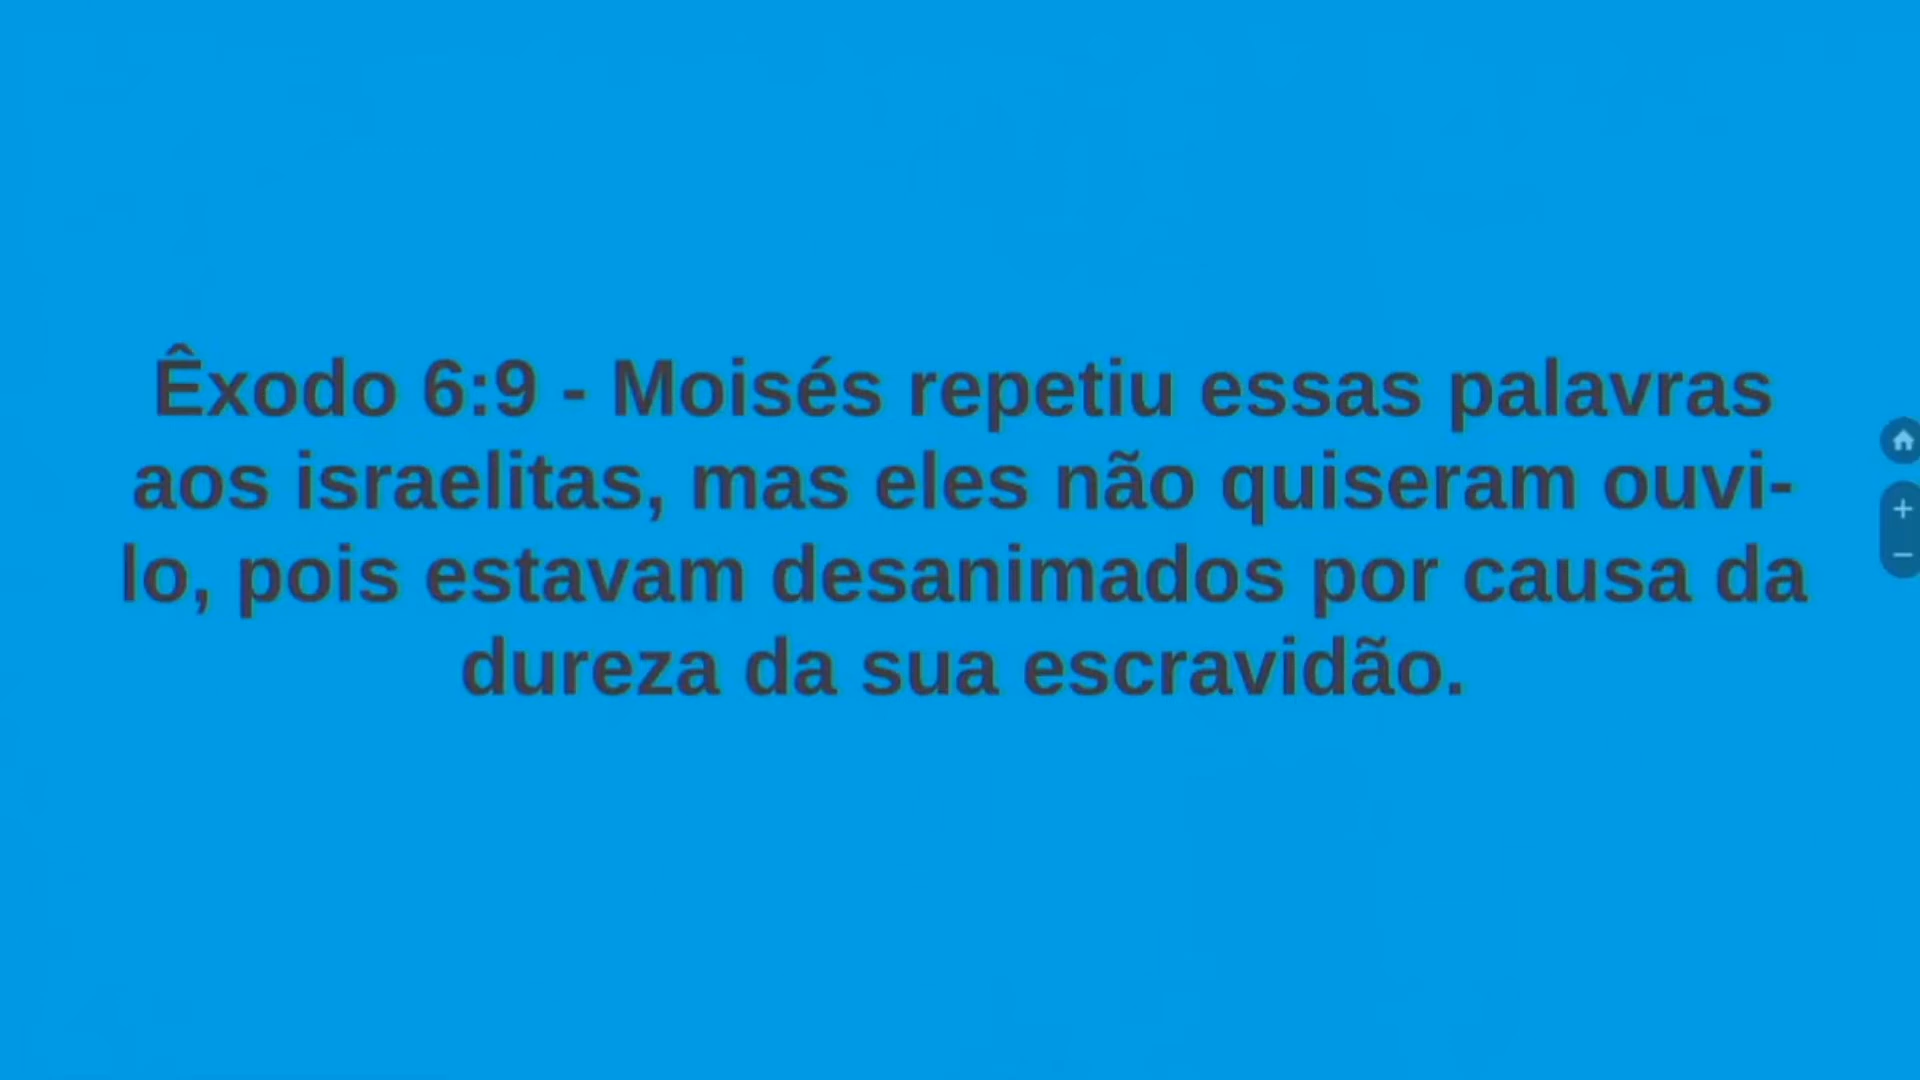 Êxodo 6:9 - Moisés repetiu essas palavras
aos israelitas, mas eles não quiseram ouvi-
lo, pois estavam desanimados por causa da
dureza da sua escravidão.